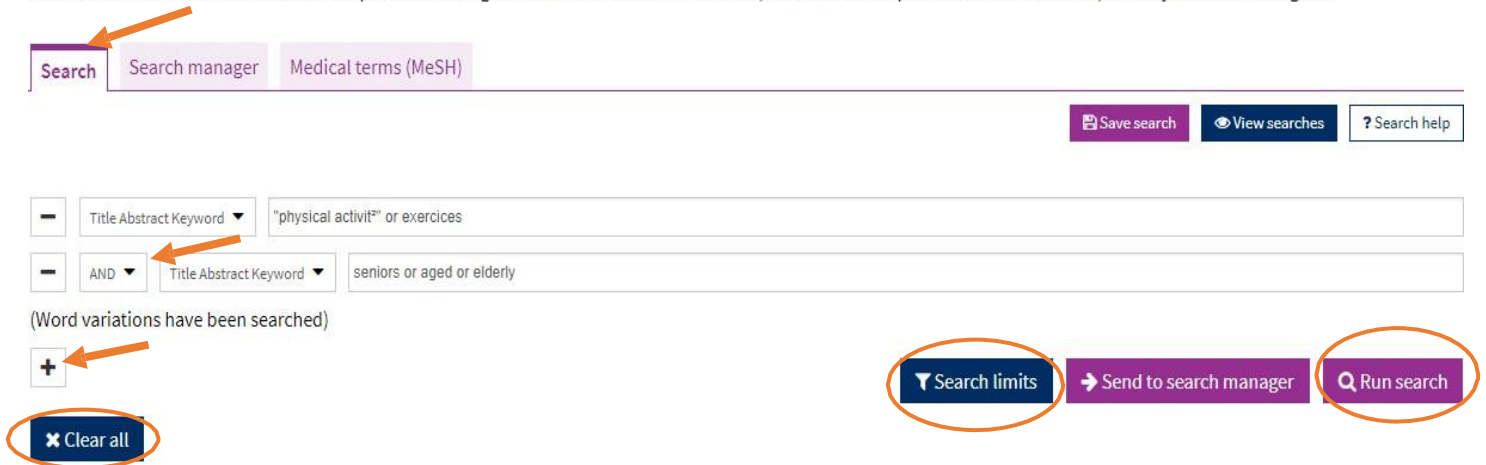 Search Search manager Medical terms (MeSH)
Save search View searches ? Search help
Title Abstract Keyword "physical activit²" or exercices
AND Title Abstract Keyword seniors or aged or elderly
(Word variations have been searched)
Search limits Send to search manager Run search
Clear all